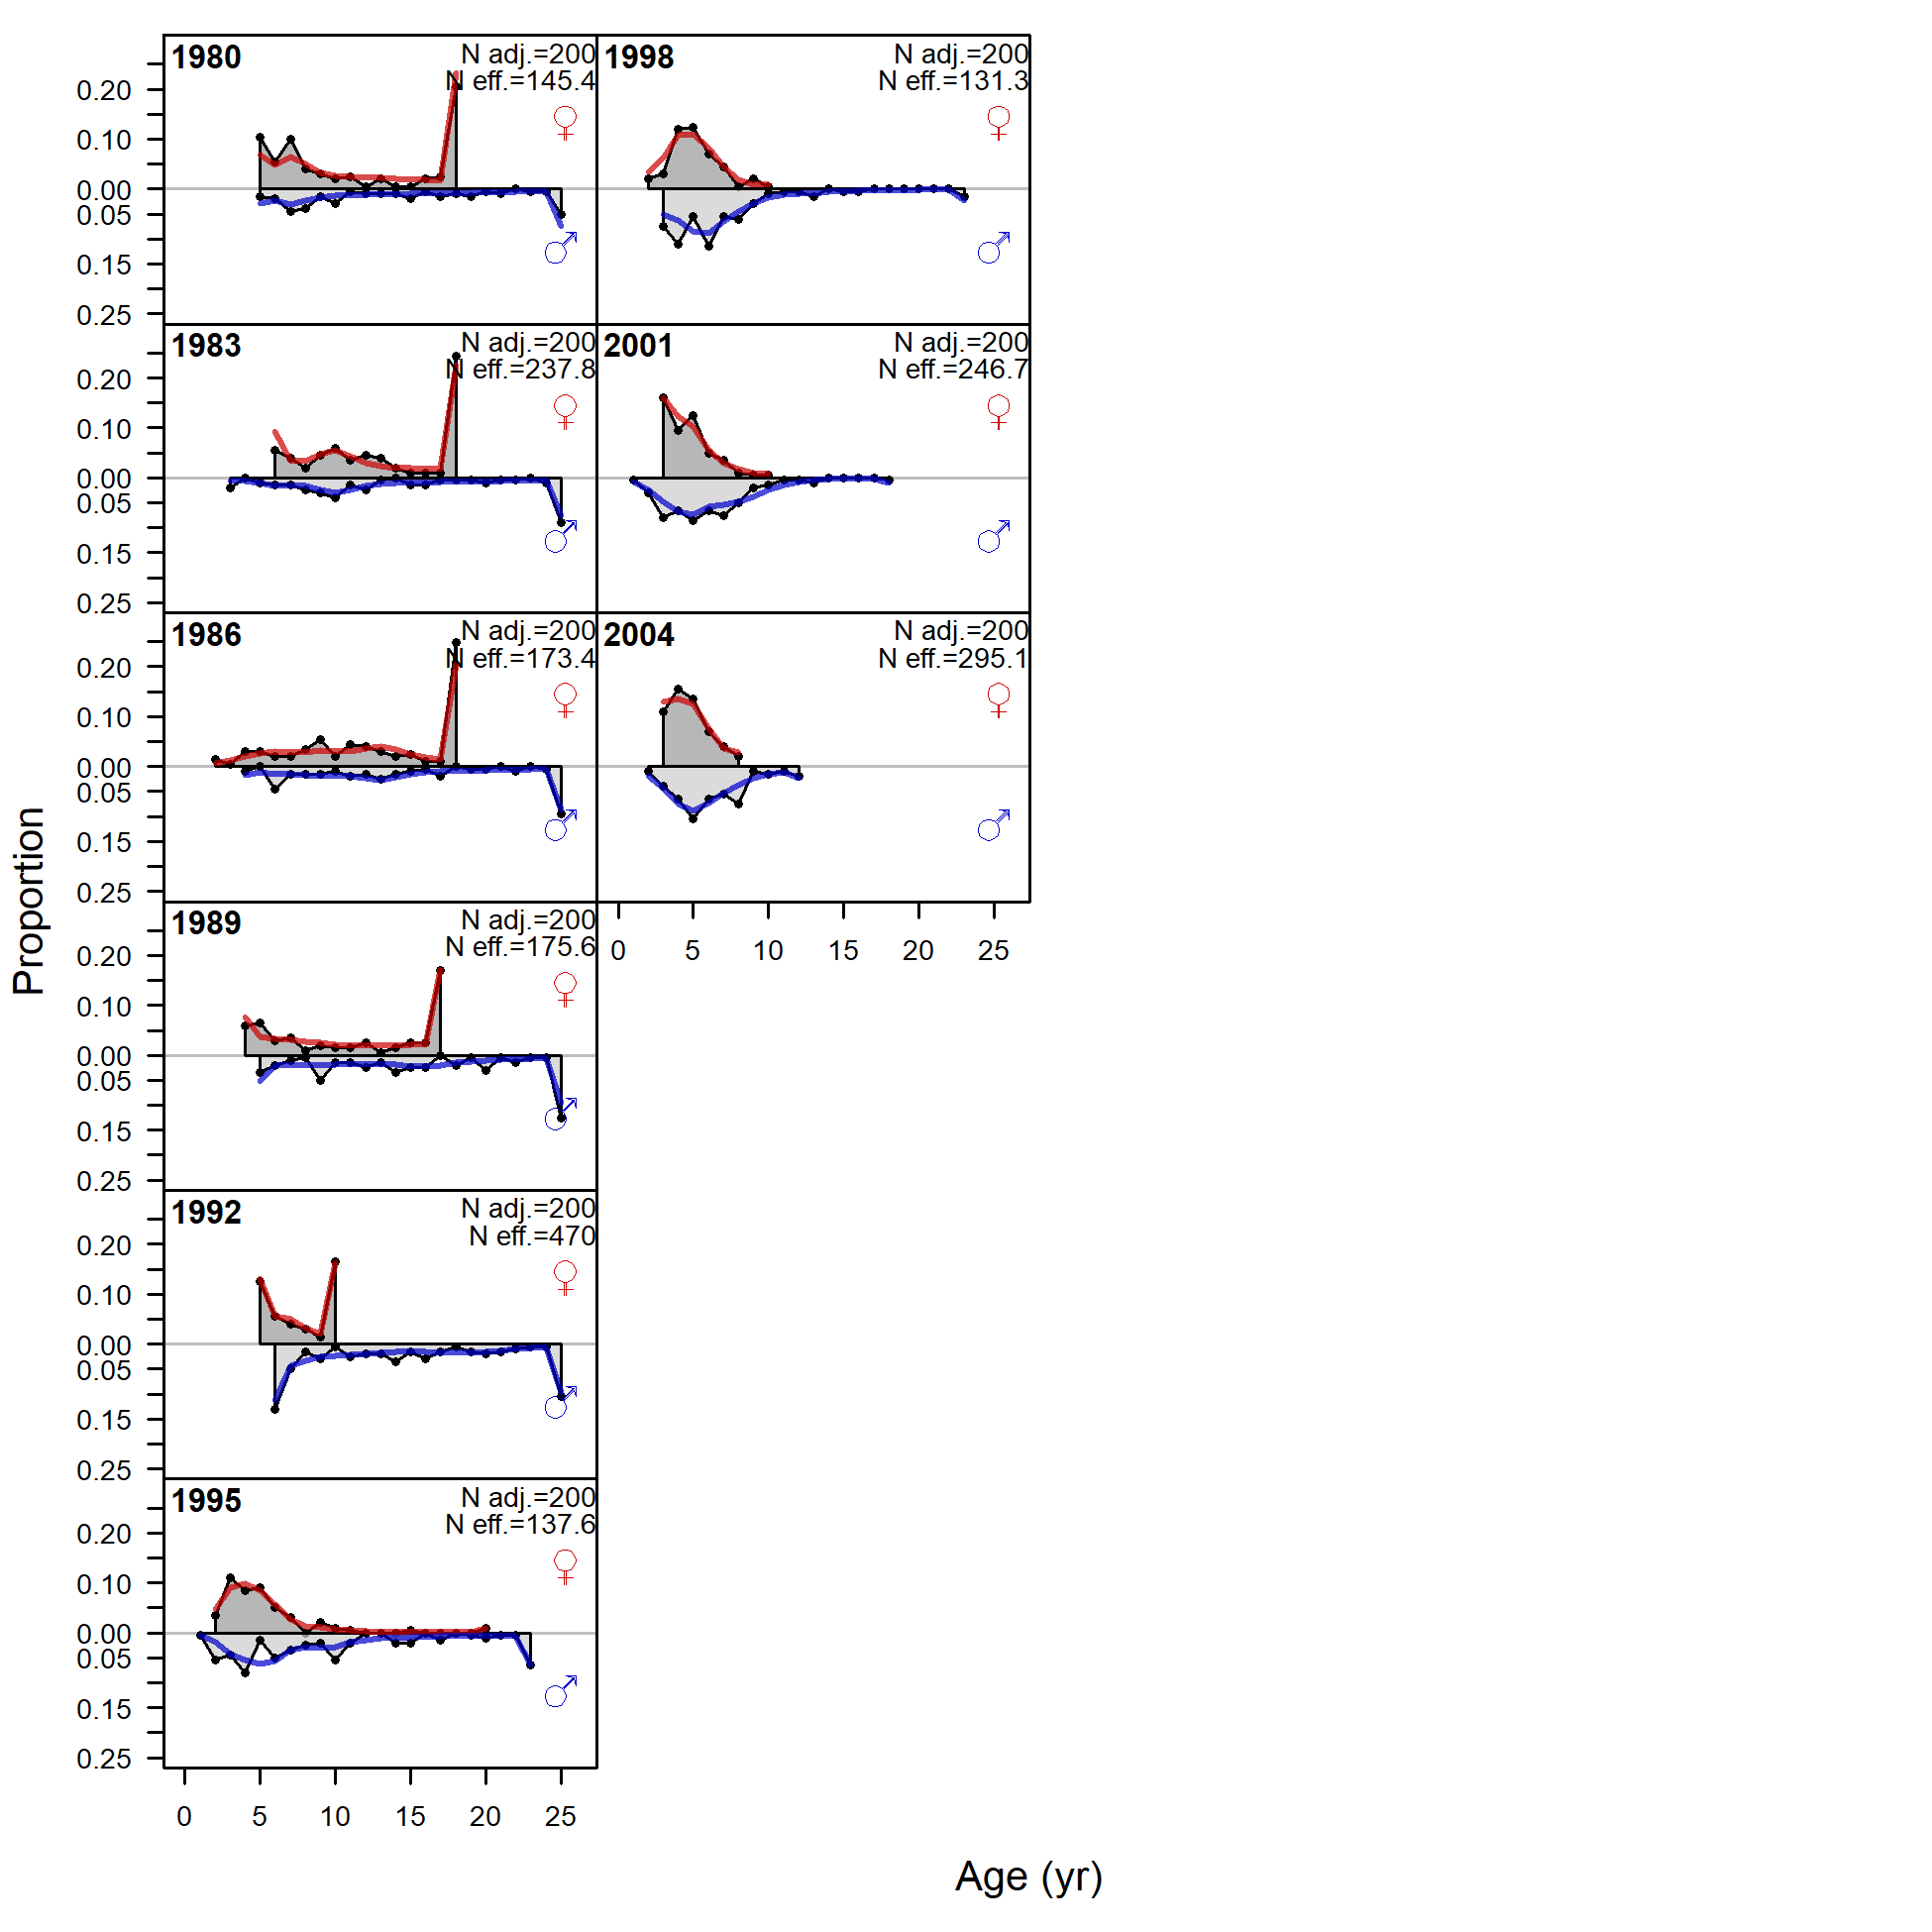 1980
N adj.=200
N eff.=145.4
0.20
0.10
0.00
0.05
0.15
0.25
1983
N adj.=200
N eff.=237.8
0.20
0.10
0.00
0.05
0.15
0.25
1986
N adj.=200
N eff.=173.4
0.20
0.10
0.00
0.05
0.15
0.25
1989
N adj.=200
N eff.=175.6
0.20
0.10
0.00
0.05
0.15
0.25
1992
N adj.=200
N eff.=470
0.20
0.10
0.00
0.05
0.15
0.25
1995
N adj.=200
N eff.=137.6
0.20
0.10
0.00
0.05
0.15
0.25
0 5 10 15 20 25
1998
N adj.=200
N eff.=131.3
2001
N adj.=200
N eff.=246.7
2004
N adj.=200
N eff.=295.1
0 5 10 15 20 25
Proportion
Age (yr)